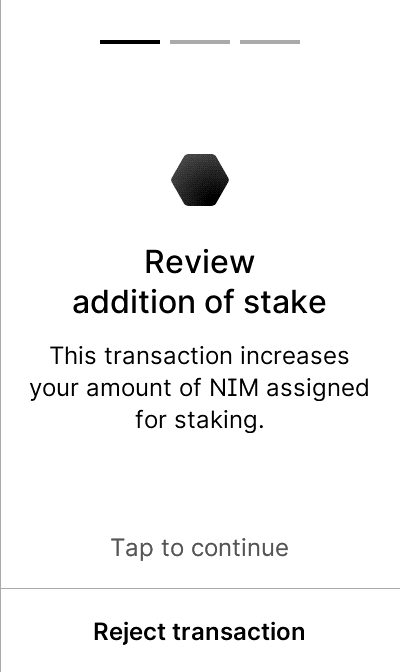 Review
addition of stake
This transaction increases
your amount of NIM assigned
for staking.
Tap to continue
Reject transaction